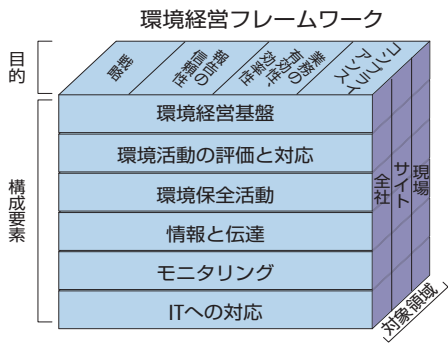 環境経営フレームワーク
目的
戦略
報告の
信頼性
業務の
有効性、
効率性
コンプライ
アンス
構成要素
環境経営基盤
環境活動の評価と対応
環境保全活動
情報と伝達
モニタリング
ITへの対応
全社
サイト
現場
対象領域